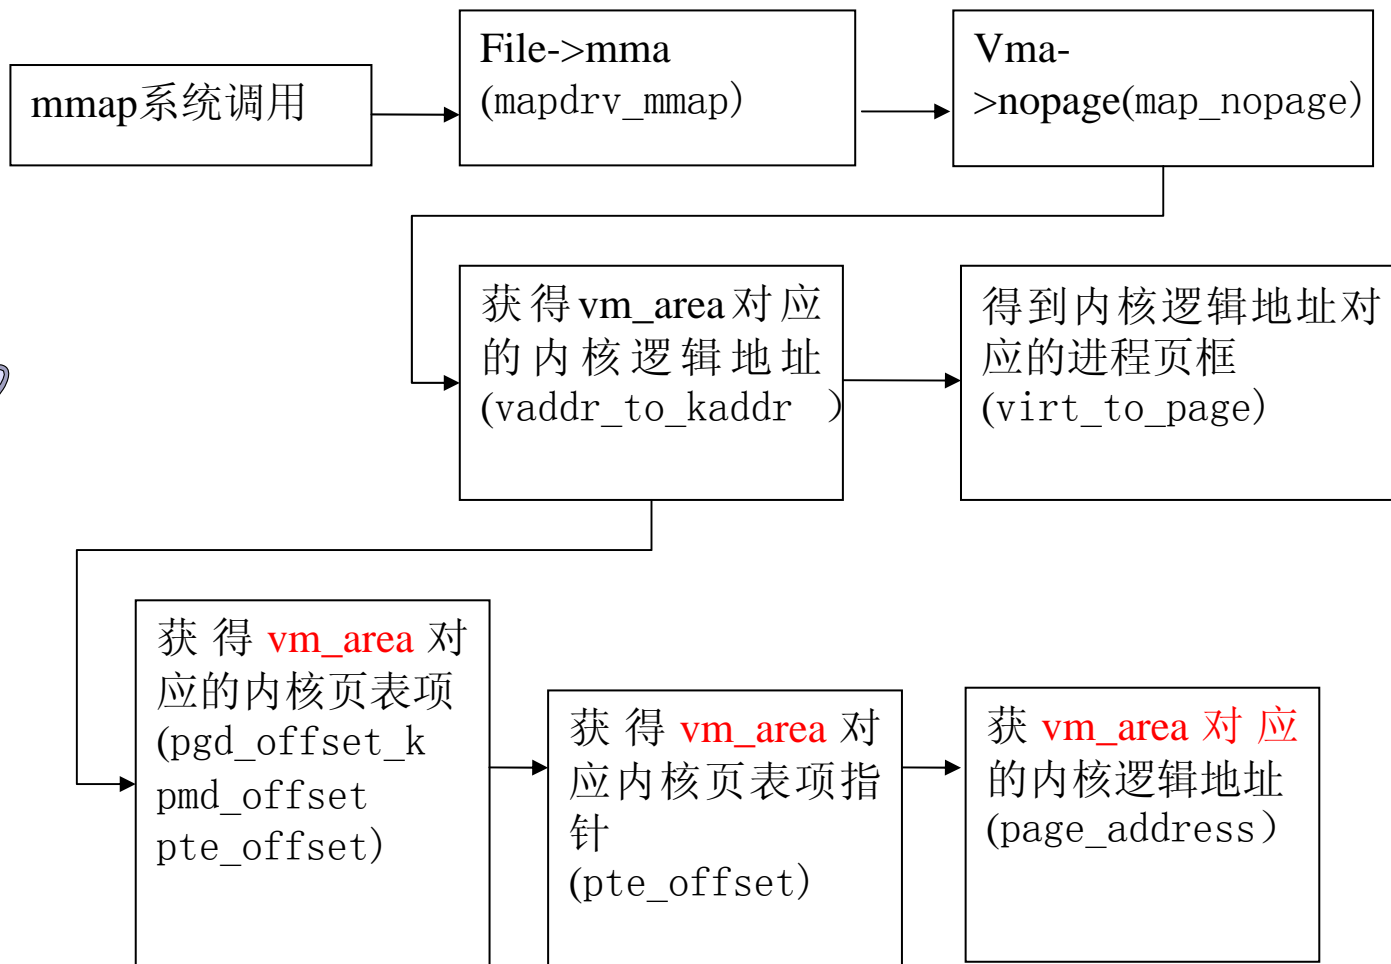 mmap系统调用
File->mma
(mapdrv_mmap)
Vma-
>nopage(map_nopage)
获得vm_area对应
的内核逻辑地址
(vaddr_to_kaddr )
得到内核逻辑地址对
应的进程页框
(virt_to_page)
获得vm_area对
应的内核页表项
(pgd_offset_k
pmd_offset
pte_offset)
获得vm_area对
应内核页表项指
针
(pte_offset)
获vm_area对应
的内核逻辑地址
(page_address)